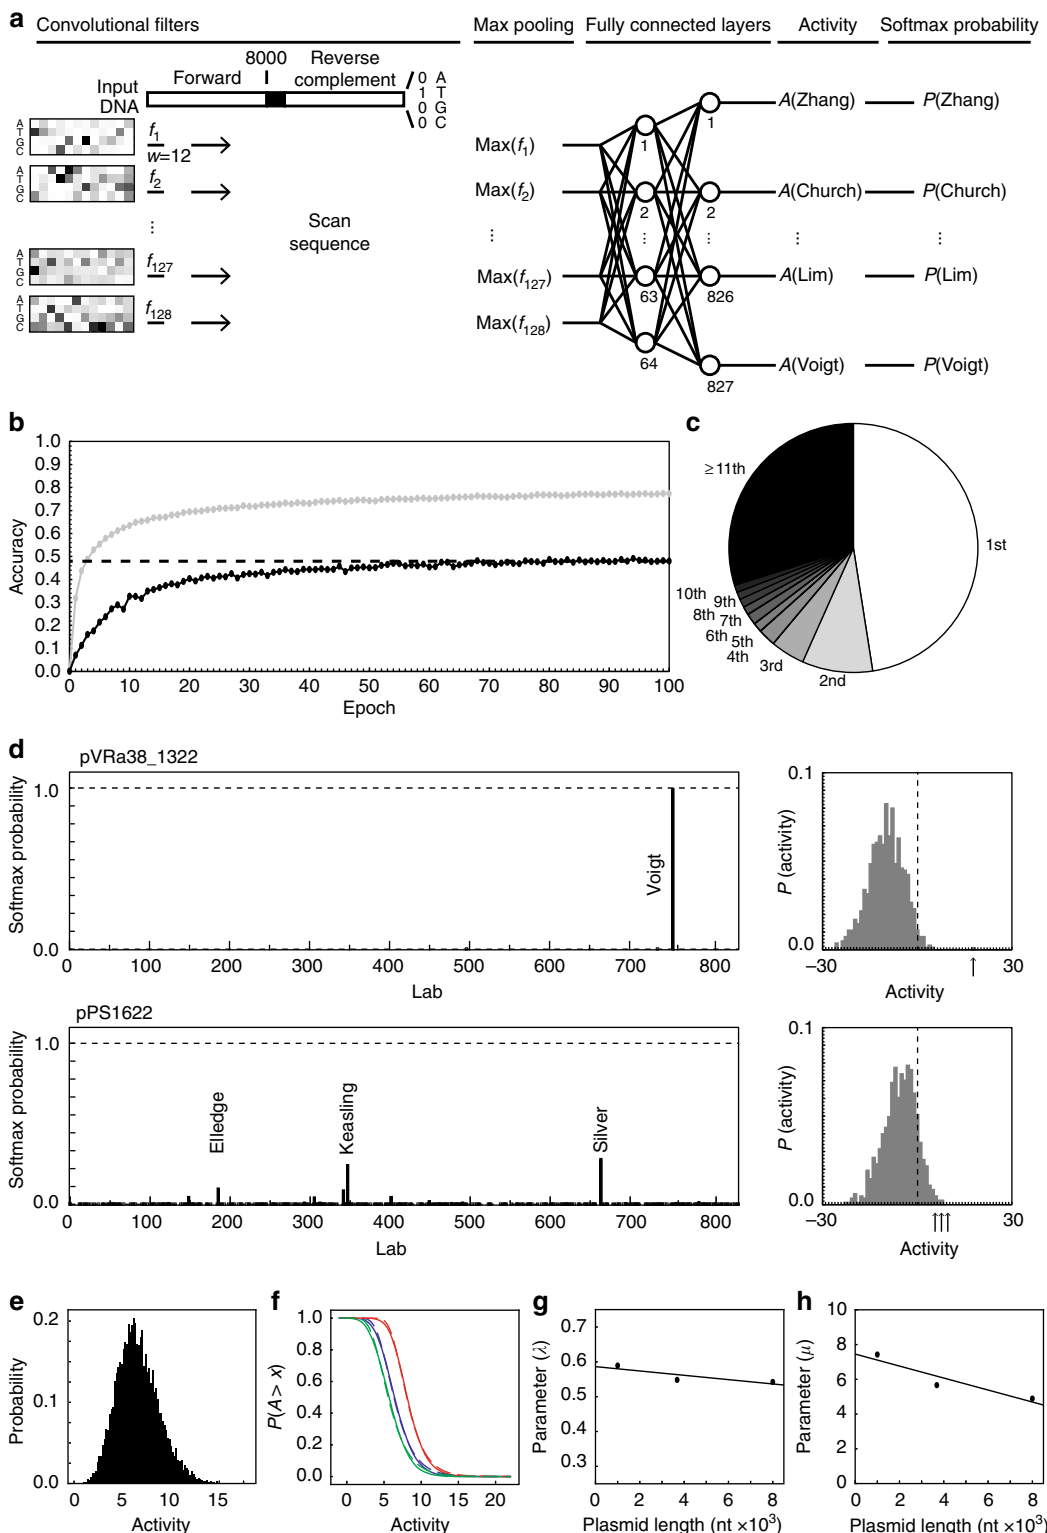 a
Convolutional filters
Max pooling
Fully connected layers
Activity
Softmax probability
8000
Forward
Reverse complement
Input DNA
0 A
1 T
0 G
0 C
A T G C
f1
w=12
A T G C
f2
⋮
A T G C
f127
A T G C
f128
Scan sequence
Max(f1)
Max(f2)
⋮
Max(f127)
Max(f128)
1
2
⋮
63
64
1
2
⋮
826
827
A(Zhang)
A(Church)
⋮
A(Lim)
A(Voigt)
P(Zhang)
P(Church)
⋮
P(Lim)
P(Voigt)
b
Accuracy
1.0
0.9
0.8
0.7
0.6
0.5
0.4
0.3
0.2
0.1
0.0
0 10 20 30 40 50 60 70 80 90 100
Epoch
c
1st
2nd
3rd
4th
5th
6th
7th
8th
9th
10th
≥11th
d
pVRa38_1322
Softmax probability
1.0
0.0
Voigt
0 100 200 300 400 500 600 700 800
Lab
P (activity)
0.1
0.0
–30 30
Activity
pPS1622
Softmax probability
1.0
0.0
Elledge
Keasling
Silver
0 100 200 300 400 500 600 700 800
Lab
P (activity)
0.1
0.0
–30 30
Activity
e
Probability
0.2
0.1
0.0
0 5 10 15
Activity
f
P(A > x)
1.0
0.8
0.6
0.4
0.2
0.0
0 5 10 15 20
Activity
g
Parameter (λ)
0.7
0.6
0.5
0.4
0.3
0 2 4 6 8
Plasmid length (nt ×10³)
h
Parameter (μ)
10
8
6
4
2
0
0 2 4 6 8
Plasmid length (nt ×10³)